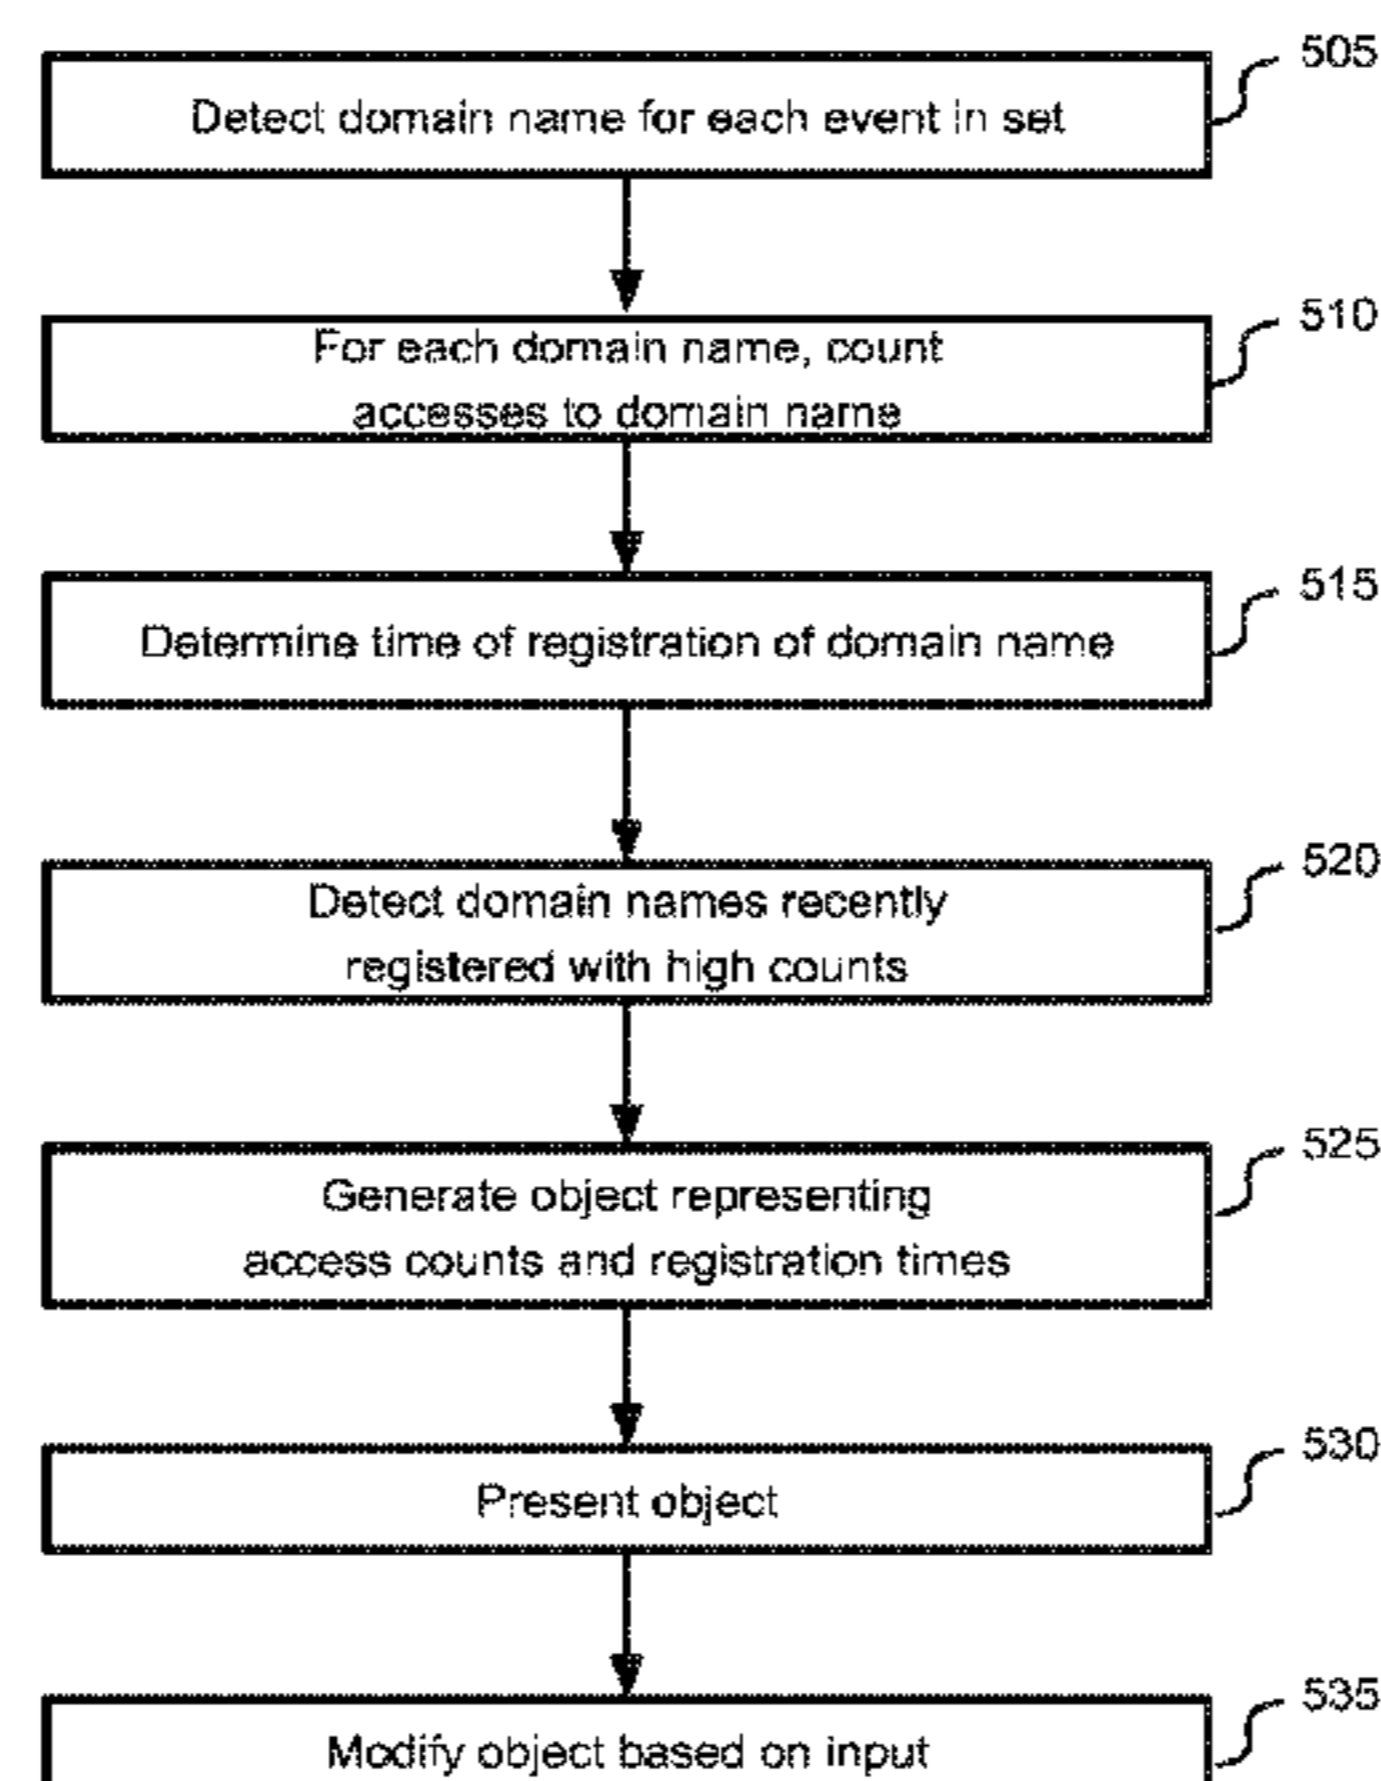 505
Detect domain name for each event in set
510
For each domain name, count
accesses to domain name
515
Determine time of registration of domain name
520
Detect domain names recently
registered with high counts
525
Generate object representing
access counts and registration times
530
Present object
535
Modify object based on input